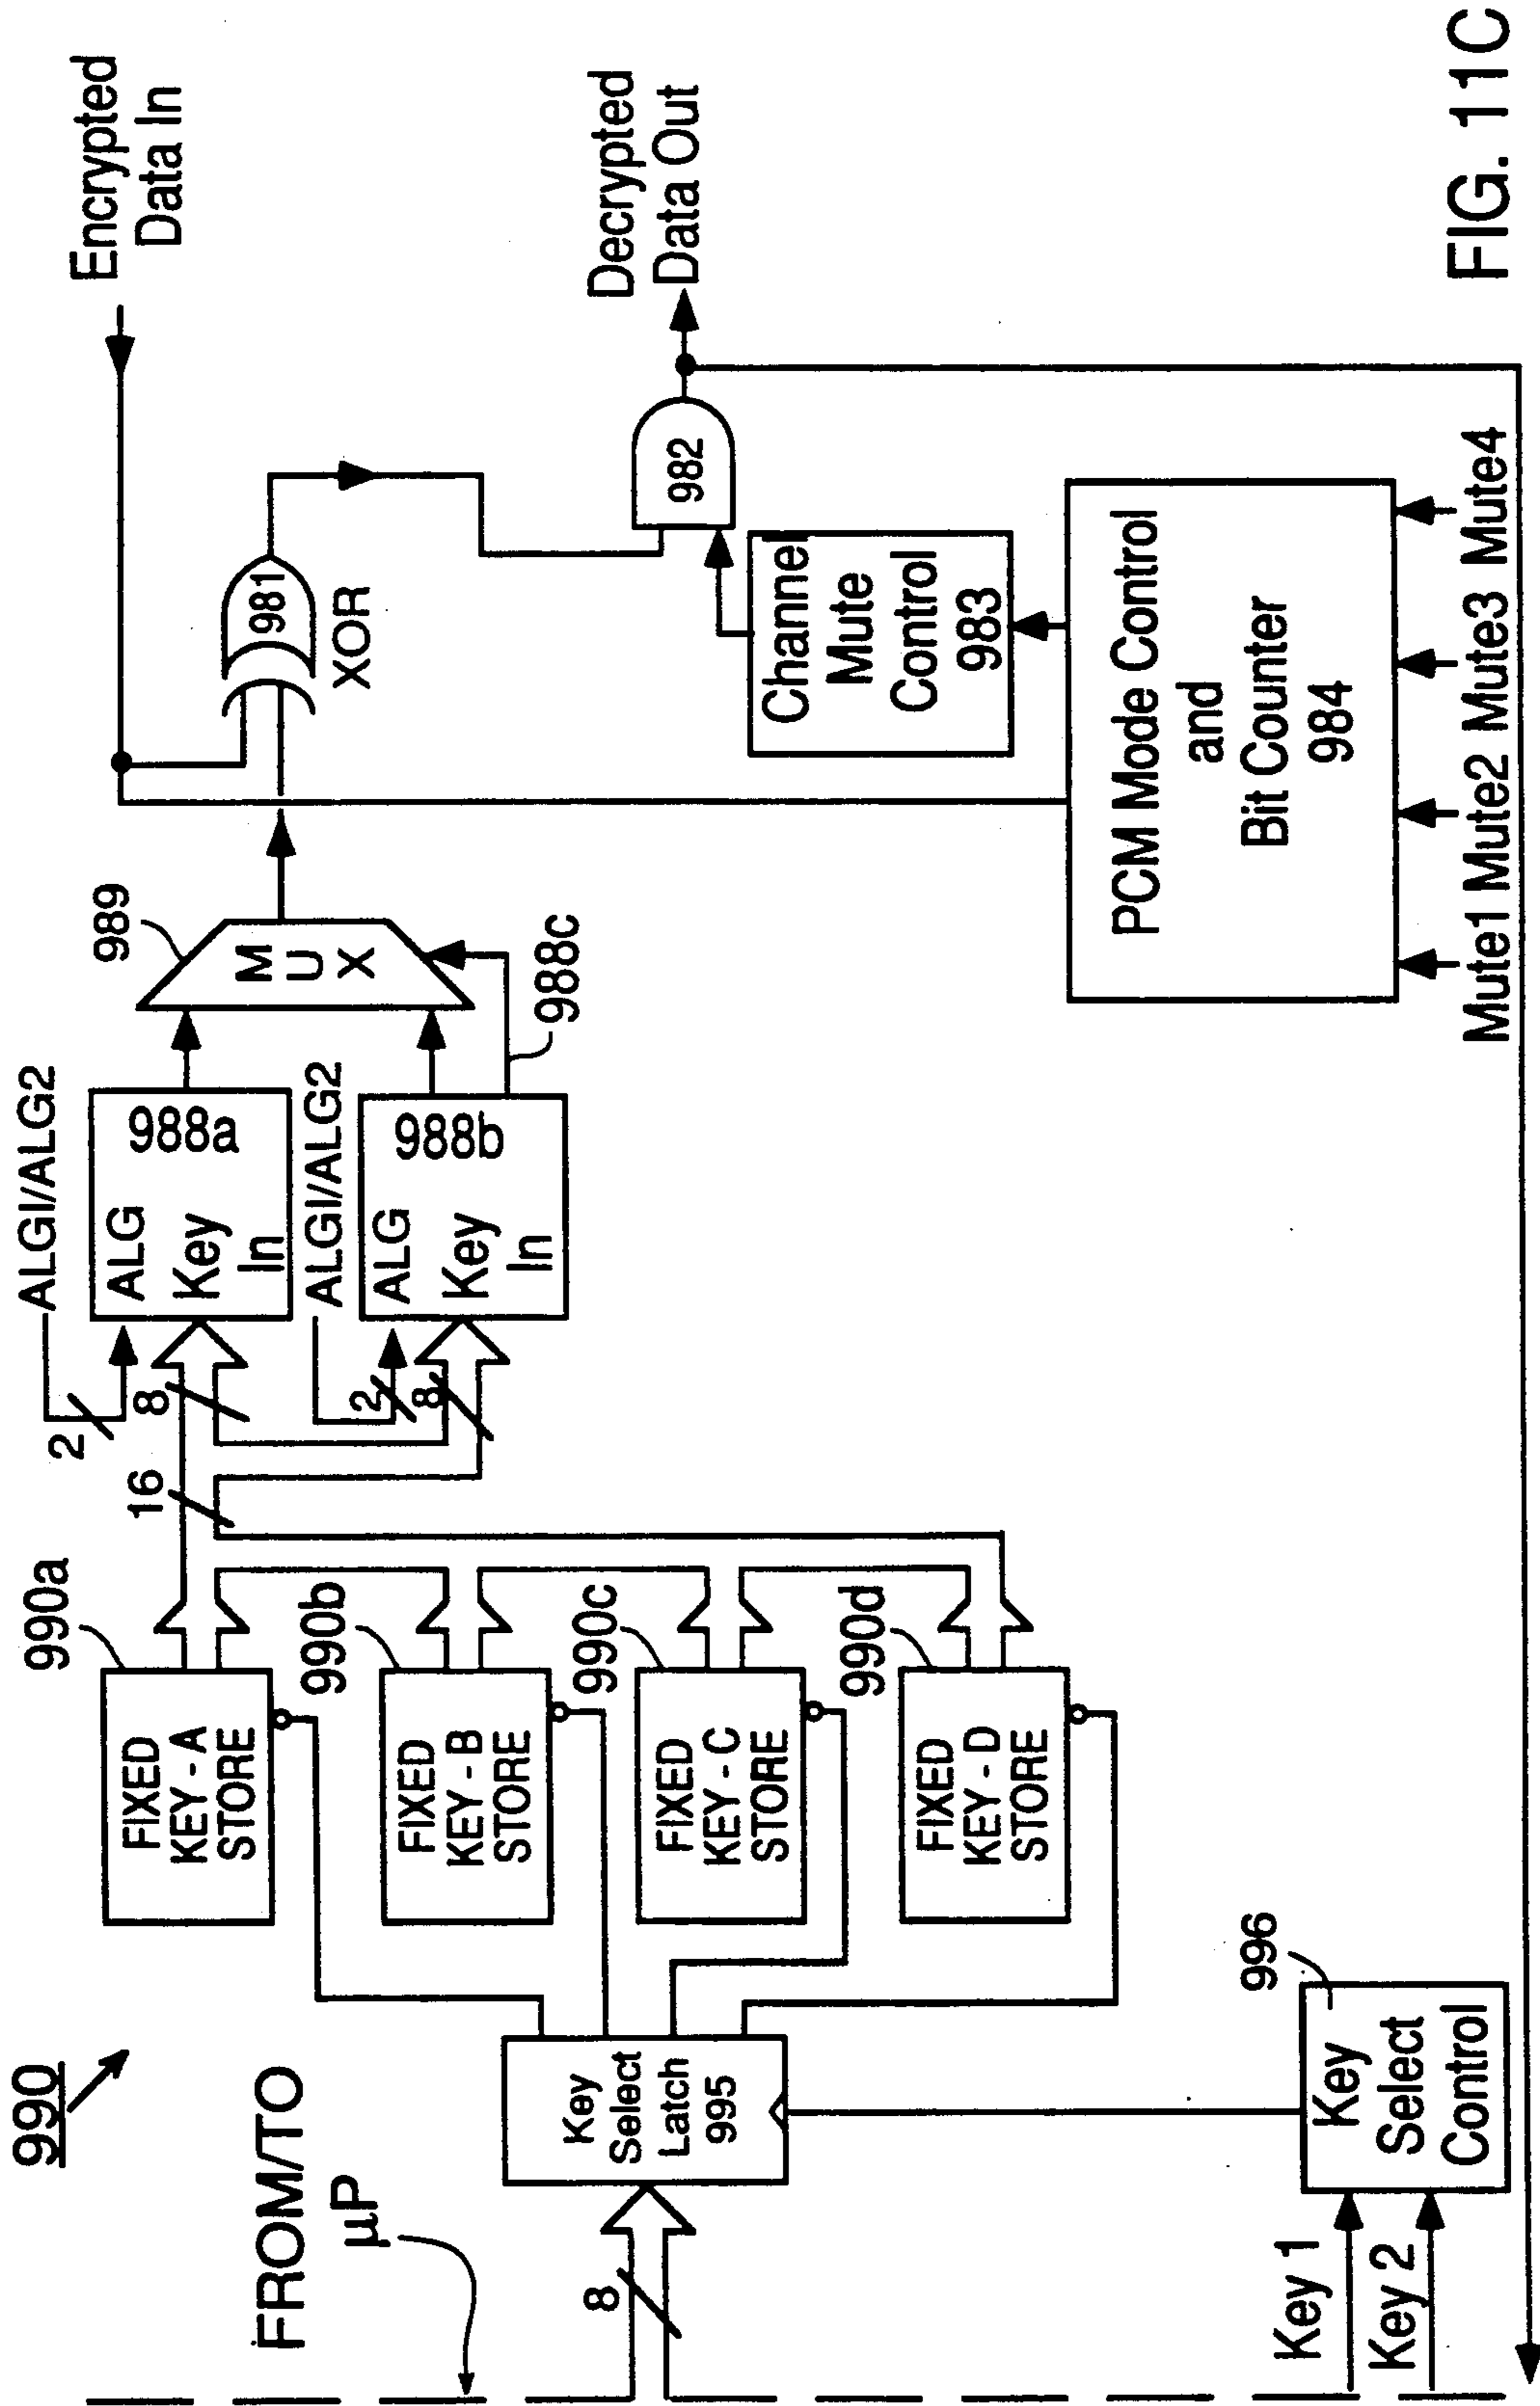 990
FROM/TO
µP
8
Key
Select
Latch
995
Key 1
Key 2
996
Key
Select
Control
990a
FIXED
KEY - A
STORE
990b
FIXED
KEY - B
STORE
990c
FIXED
KEY - C
STORE
990d
FIXED
KEY - D
STORE
16
2
8
ALGI/ALG2
ALG
988a
Key
In
2
8
ALGI/ALG2
ALG
988b
Key
In
988c
989
M
U
X
981
XOR
Encrypted
Data In
982
Decrypted
Data Out
Channel
Mute
Control
983
PCM Mode Control
and
Bit Counter
984
Mute1 Mute2 Mute3 Mute4
FIG. 11C